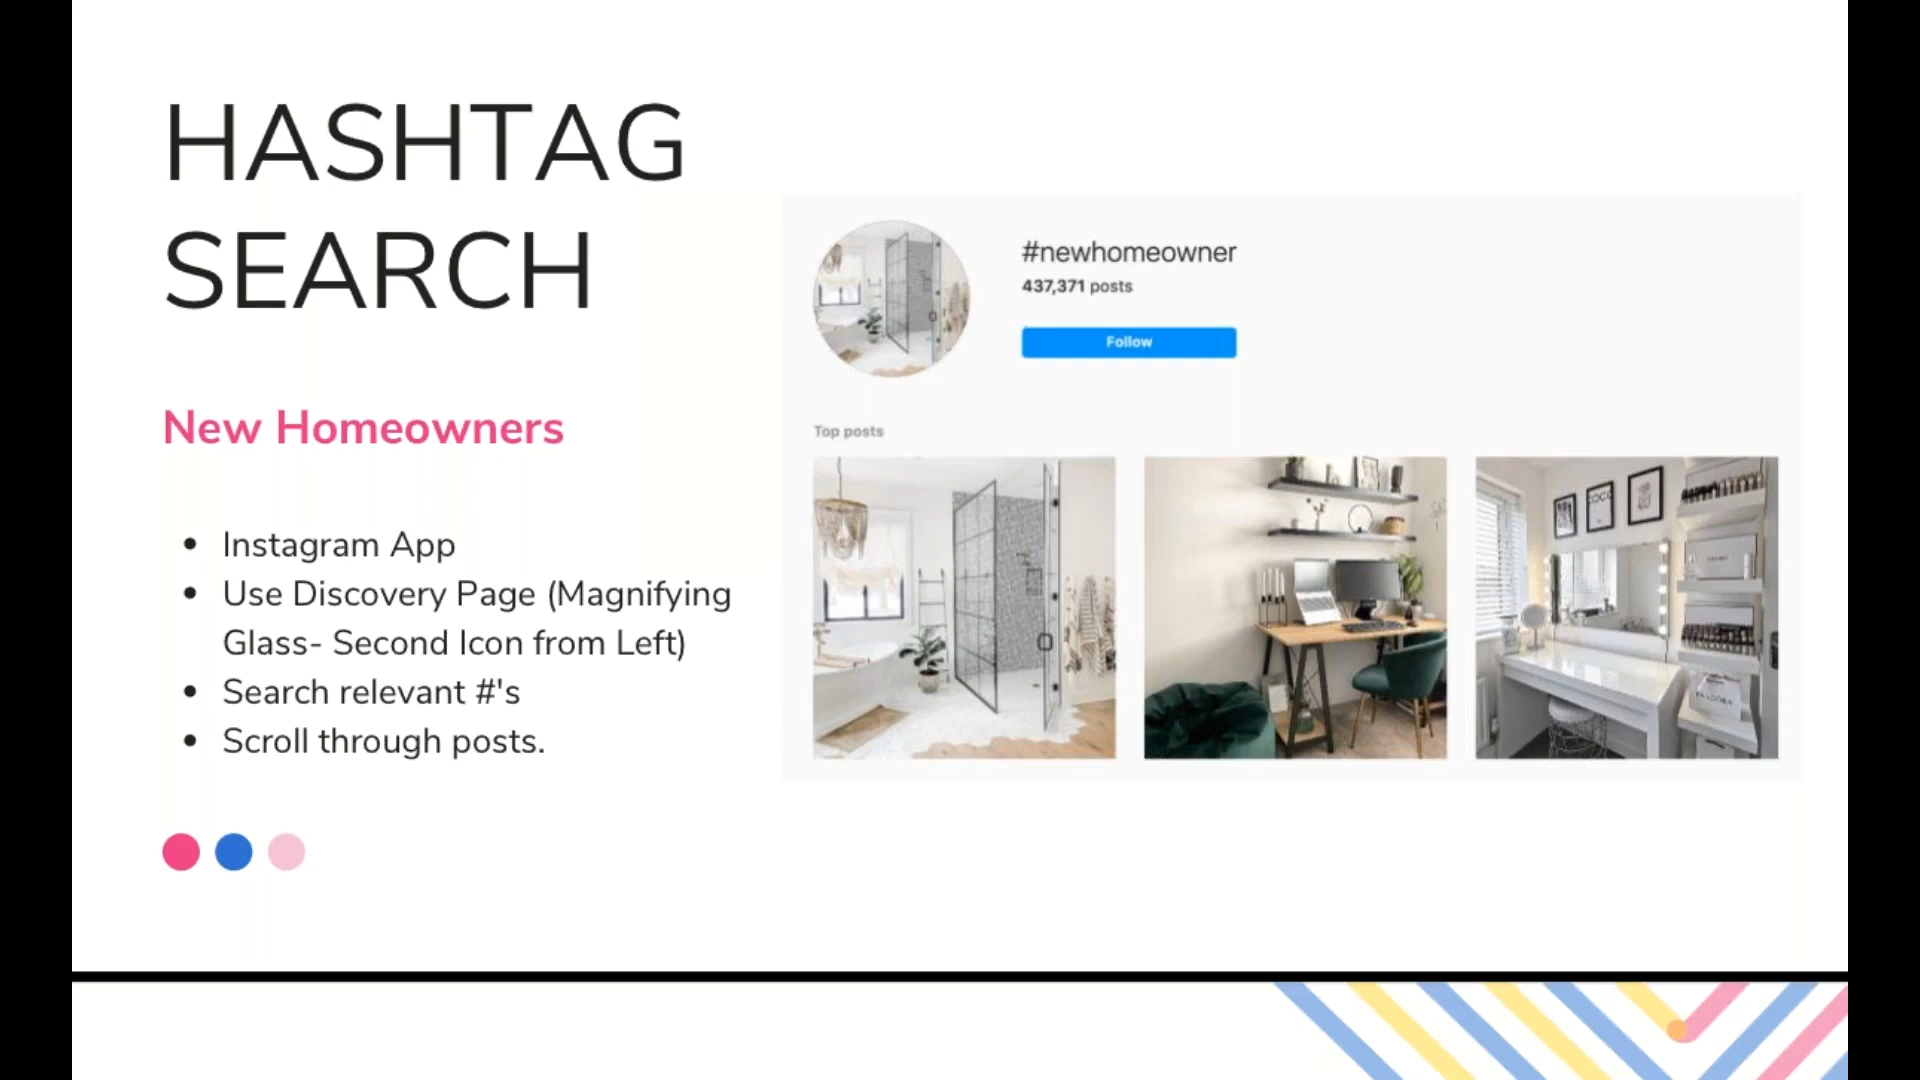 HASHTAG
SEARCH
New Homeowners
Instagram App
Use Discovery Page (Magnifying
Glass- Second Icon from Left)
Search relevant #'s
Scroll through posts.
#newhomeowner
437,371 posts
Follow
Top posts
COCO